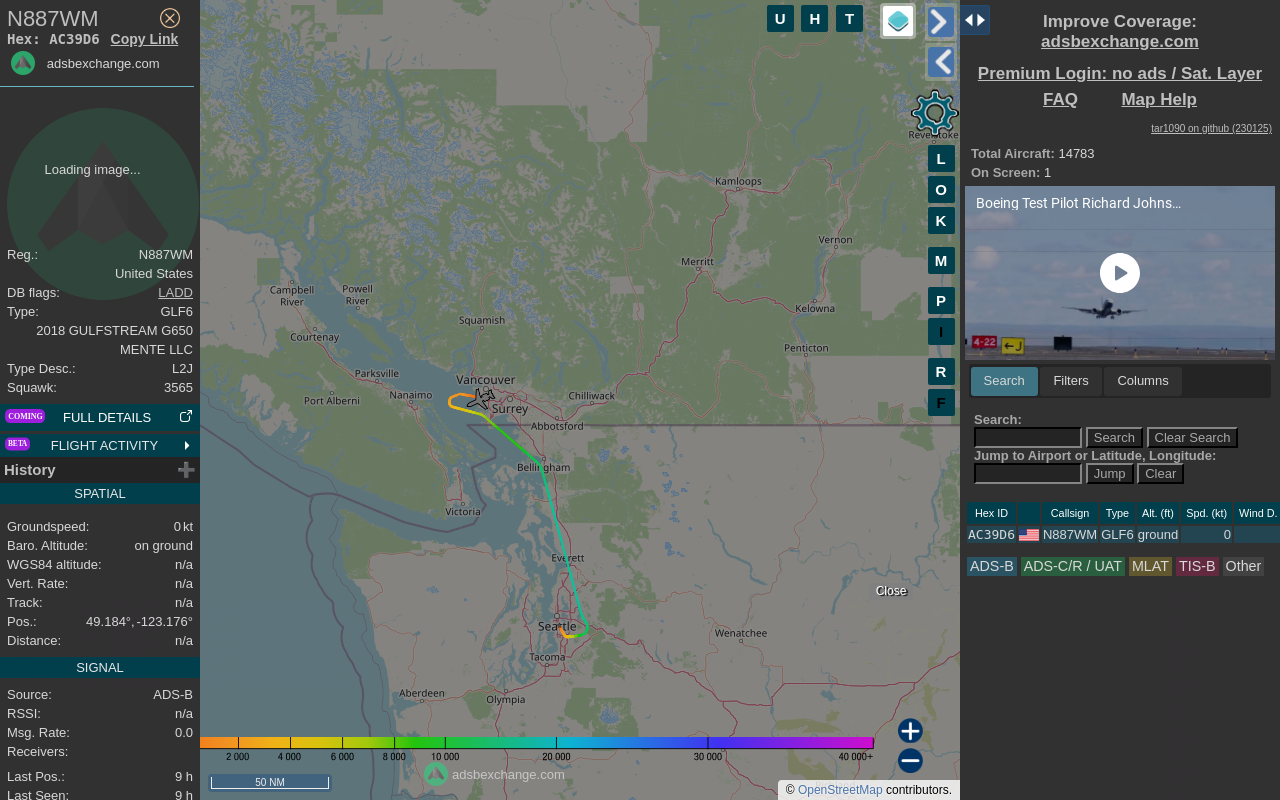 N887WM
Hex: AC39D6 Copy Link
adsbexchange.com
Loading image...
Reg.: N887WM
United States
DB flags: LADD
Type: GLF6
2018 GULFSTREAM G650
MENTE LLC
Type Desc.: L2J
Squawk: 3565
COMING FULL DETAILS
BETA FLIGHT ACTIVITY
History
SPATIAL
Groundspeed: 0 kt
Baro. Altitude: on ground
WGS84 altitude: n/a
Vert. Rate: n/a
Track: n/a
Pos.: 49.184°, -123.176°
Distance: n/a
SIGNAL
Source: ADS-B
RSSI: n/a
Msg. Rate: 0.0
Receivers:
Last Pos.: 9 h
Last Seen: 9 h
U H T
L
O
K
M
P
I
R
F
Revelstoke
Kamloops
Vernon
Merritt
Kelowna
Penticton
Campbell
River
Powell
River
Squamish
Courtenay
Parksville
Port Alberni
Nanaimo
Vancouver
Surrey
Chilliwack
Abbotsford
Bellingham
Victoria
Everett
Seattle
Wenatchee
Tacoma
Aberdeen
Olympia
Close
2 000 4 000 6 000 8 000 10 000 20 000 30 000 40 000+
50 NM
adsbexchange.com
© OpenStreetMap contributors.
Improve Coverage:
adsbexchange.com
Premium Login: no ads / Sat. Layer
FAQ Map Help
tar1090 on github (230125)
Total Aircraft: 14783
On Screen: 1
Boeing Test Pilot Richard Johns...
4-22 J
Search Filters Columns
Search:
Search Clear Search
Jump to Airport or Latitude, Longitude:
Jump Clear
Hex ID Callsign Type Alt. (ft) Spd. (kt) Wind D.
AC39D6 N887WM GLF6 ground 0
ADS-B ADS-C/R / UAT MLAT TIS-B Other